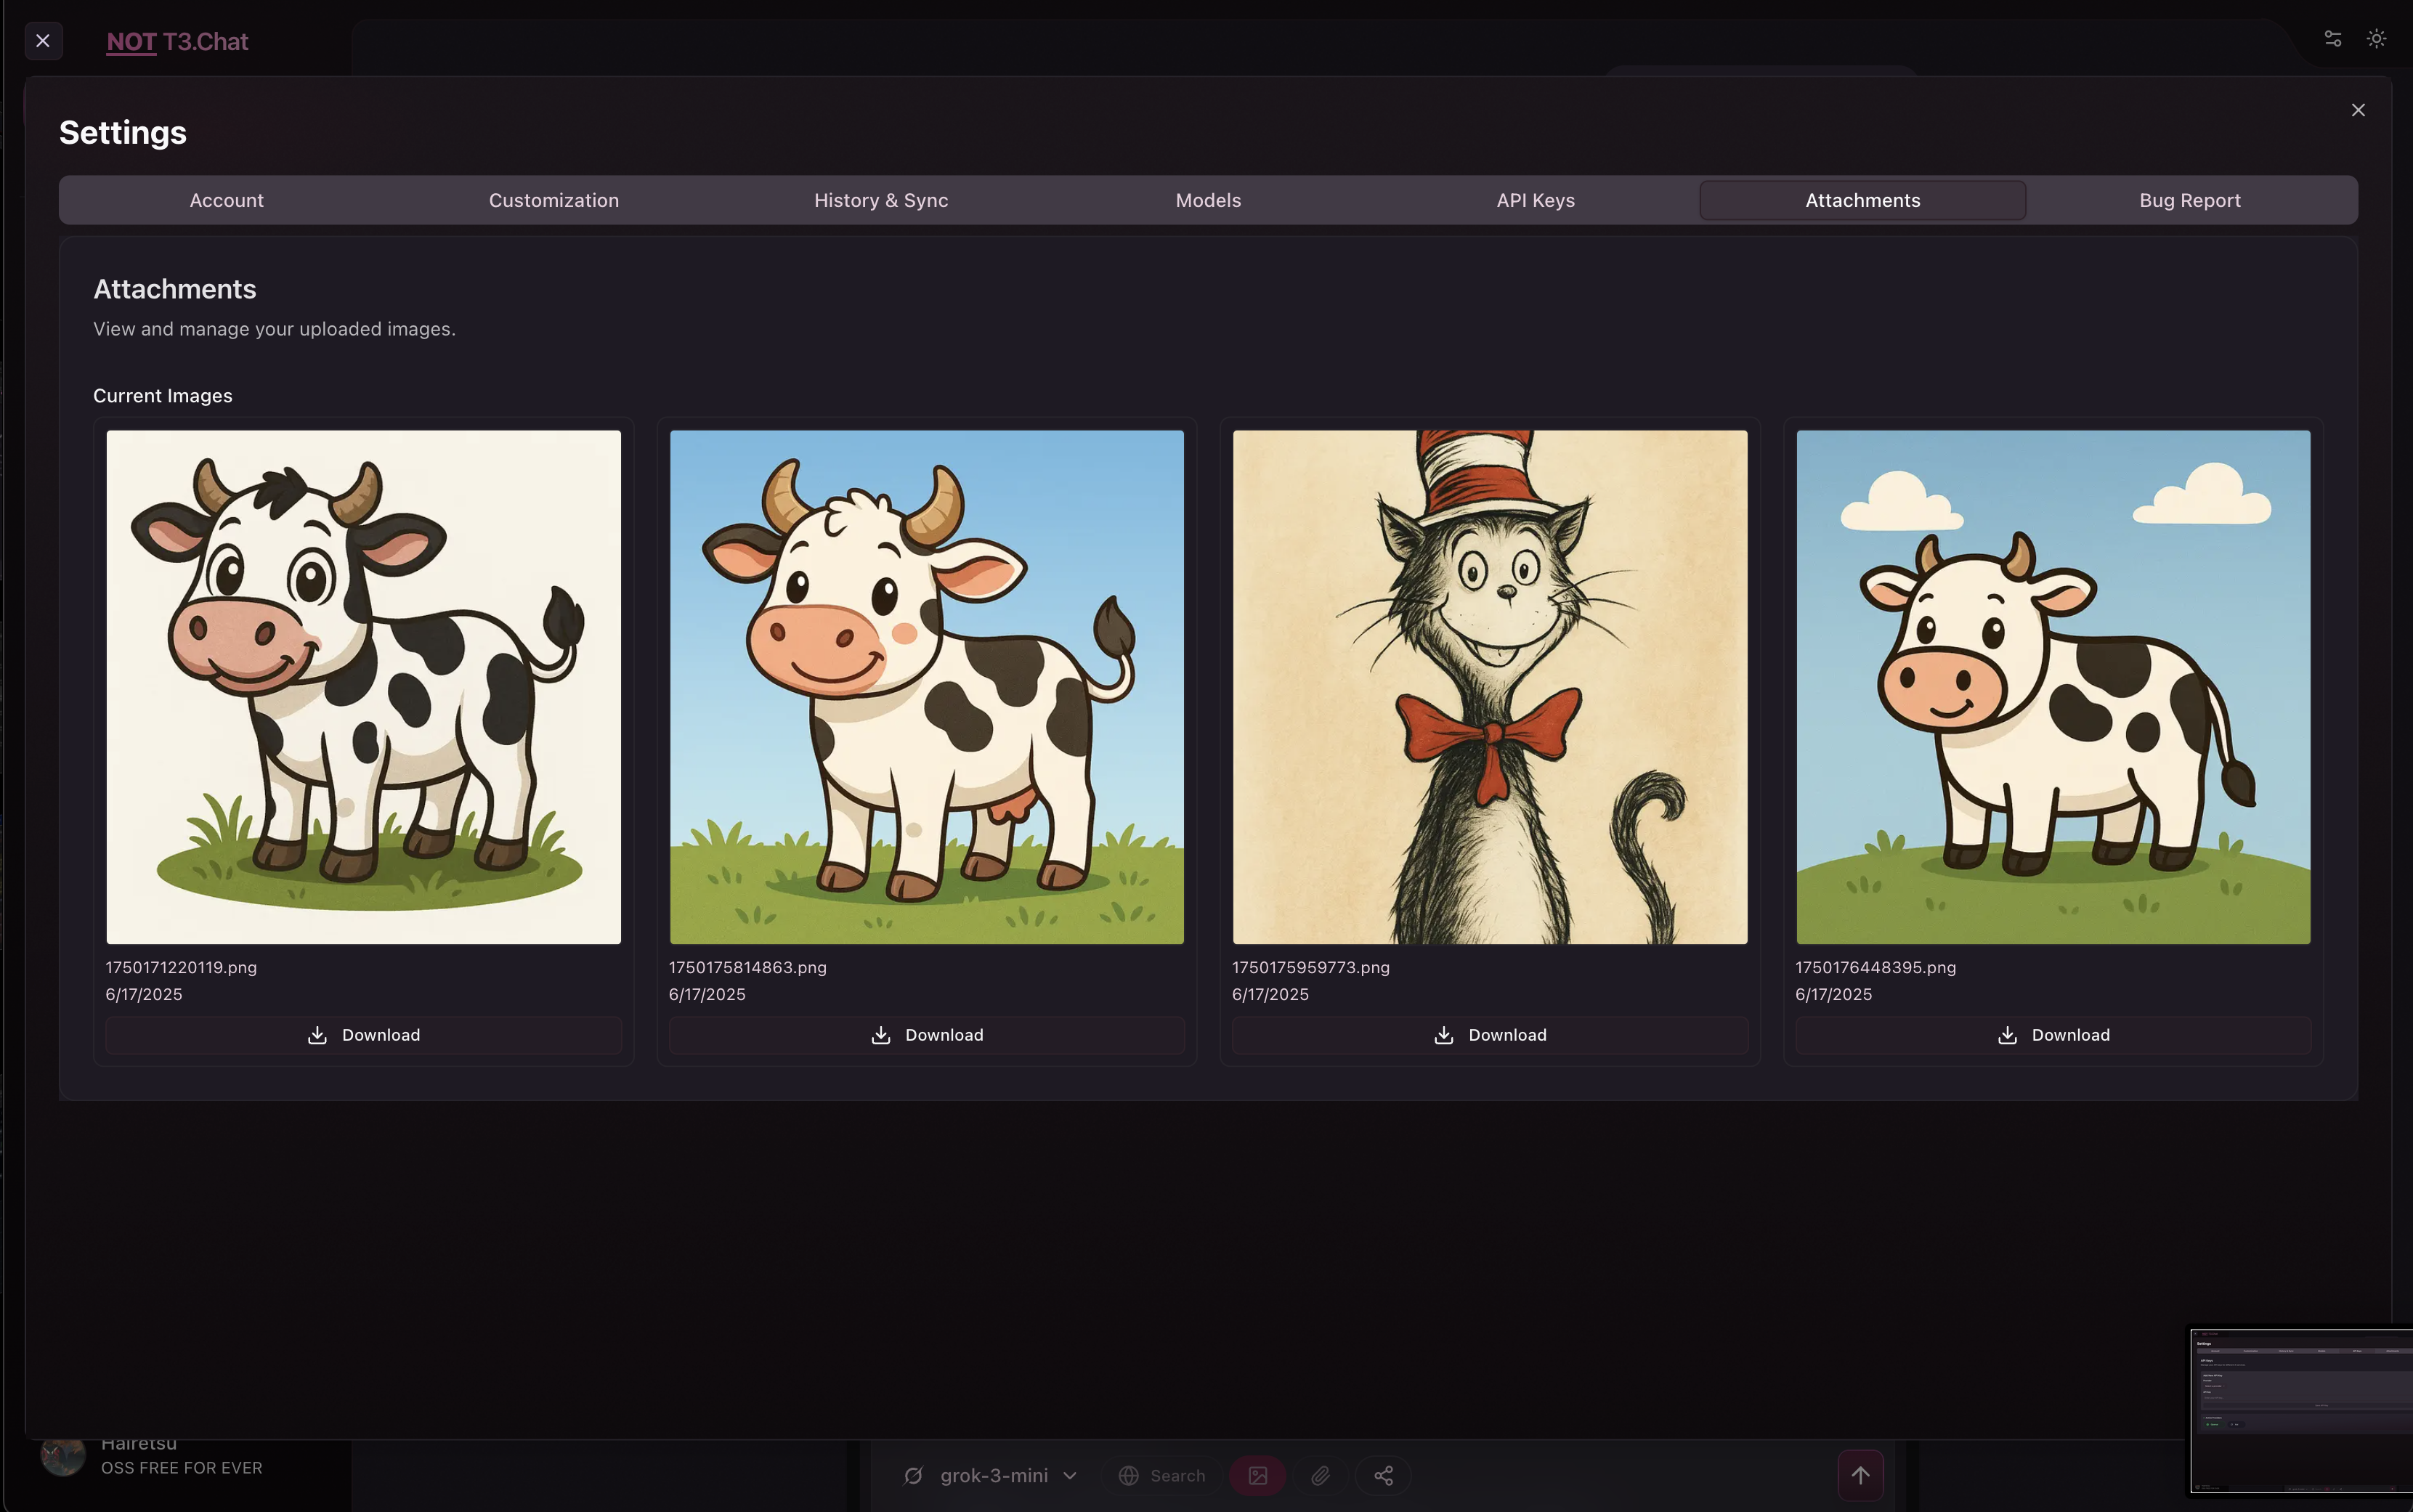 NOT T3.Chat
Settings
Account
Customization
History & Sync
Models
API Keys
Attachments
Bug Report
Attachments
View and manage your uploaded images.
Current Images
1750171220119.png
6/17/2025
Download
1750175814863.png
6/17/2025
Download
1750175959773.png
6/17/2025
Download
1750176448395.png
6/17/2025
Download
Hairetsu
OSS FREE FOR EVER
grok-3-mini
Search